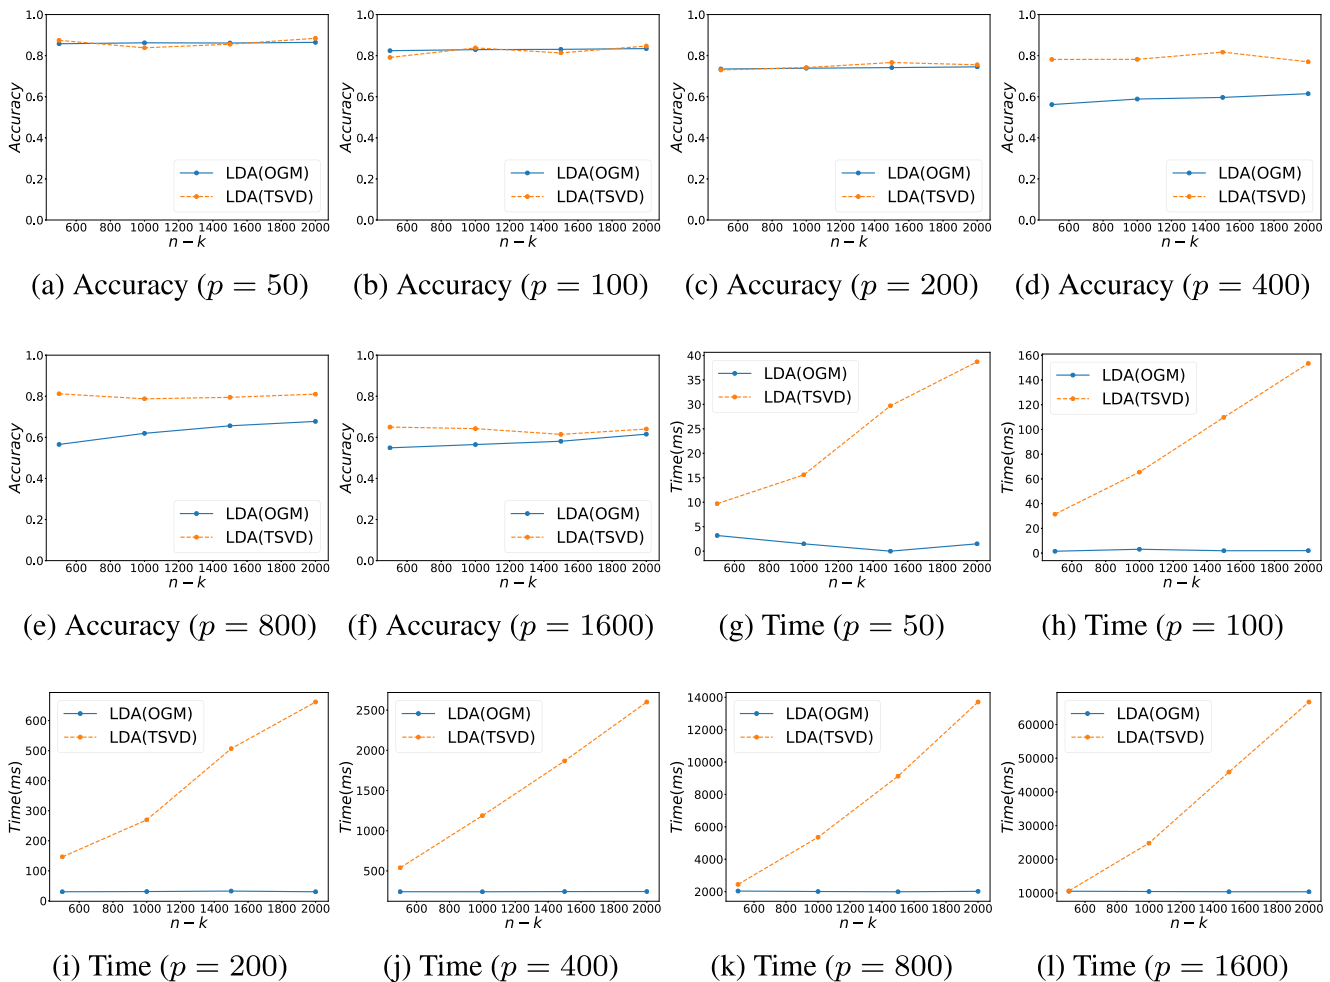 1.0
0.8
0.6
0.4
0.2
0.0
Accuracy
LDA(OGM)
LDA(TSVD)
600 800 1000 1200 1400 1600 1800 2000
n − k
(a) Accuracy (p = 50)
1.0
0.8
0.6
0.4
0.2
0.0
Accuracy
LDA(OGM)
LDA(TSVD)
600 800 1000 1200 1400 1600 1800 2000
n − k
(b) Accuracy (p = 100)
1.0
0.8
0.6
0.4
0.2
0.0
Accuracy
LDA(OGM)
LDA(TSVD)
600 800 1000 1200 1400 1600 1800 2000
n − k
(c) Accuracy (p = 200)
1.0
0.8
0.6
0.4
0.2
0.0
Accuracy
LDA(OGM)
LDA(TSVD)
600 800 1000 1200 1400 1600 1800 2000
n − k
(d) Accuracy (p = 400)
1.0
0.8
0.6
0.4
0.2
0.0
Accuracy
LDA(OGM)
LDA(TSVD)
600 800 1000 1200 1400 1600 1800 2000
n − k
(e) Accuracy (p = 800)
1.0
0.8
0.6
0.4
0.2
0.0
Accuracy
LDA(OGM)
LDA(TSVD)
600 800 1000 1200 1400 1600 1800 2000
n − k
(f) Accuracy (p = 1600)
40
35
30
25
20
15
10
5
0
Time(ms)
LDA(OGM)
LDA(TSVD)
600 800 1000 1200 1400 1600 1800 2000
n − k
(g) Time (p = 50)
160
140
120
100
80
60
40
20
0
Time(ms)
LDA(OGM)
LDA(TSVD)
600 800 1000 1200 1400 1600 1800 2000
n − k
(h) Time (p = 100)
600
500
400
300
200
100
0
Time(ms)
LDA(OGM)
LDA(TSVD)
600 800 1000 1200 1400 1600 1800 2000
n − k
(i) Time (p = 200)
2500
2000
1500
1000
500
Time(ms)
LDA(OGM)
LDA(TSVD)
600 800 1000 1200 1400 1600 1800 2000
n − k
(j) Time (p = 400)
14000
12000
10000
8000
6000
4000
2000
Time(ms)
LDA(OGM)
LDA(TSVD)
600 800 1000 1200 1400 1600 1800 2000
n − k
(k) Time (p = 800)
60000
50000
40000
30000
20000
10000
Time(ms)
LDA(OGM)
LDA(TSVD)
600 800 1000 1200 1400 1600 1800 2000
n − k
(l) Time (p = 1600)